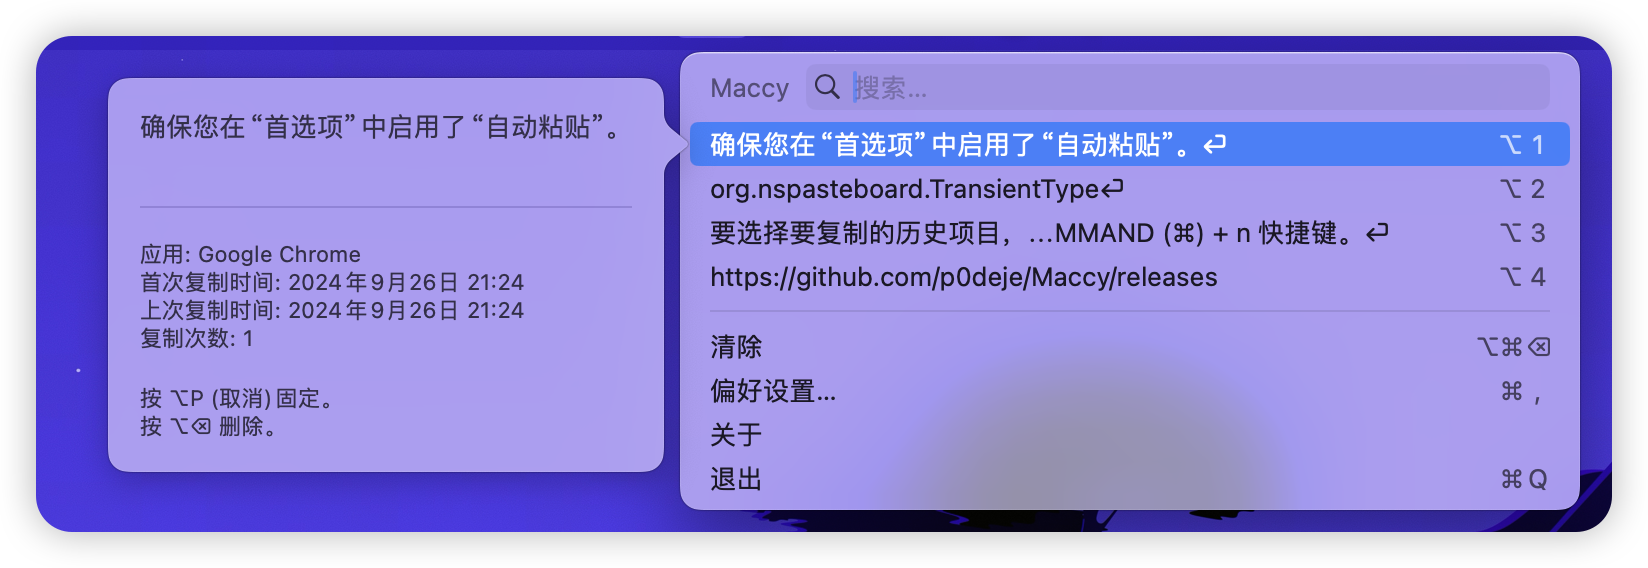 确保您在“首选项”中启用了“自动粘贴”。
应用: Google Chrome
首次复制时间: 2024年9月26日 21:24
上次复制时间: 2024年9月26日 21:24
复制次数: 1
按 ⌥P (取消) 固定。
按 ⌥⌫ 删除。
Maccy 搜索...
确保您在“首选项”中启用了“自动粘贴”。⏎ ⌥ 1
org.nspasteboard.TransientType⏎ ⌥ 2
要选择要复制的历史项目，...MMAND (⌘) + n 快捷键。⏎ ⌥ 3
https://github.com/p0deje/Maccy/releases ⌥ 4
清除 ⌥⌘⌫
偏好设置... ⌘ ,
关于
退出 ⌘Q